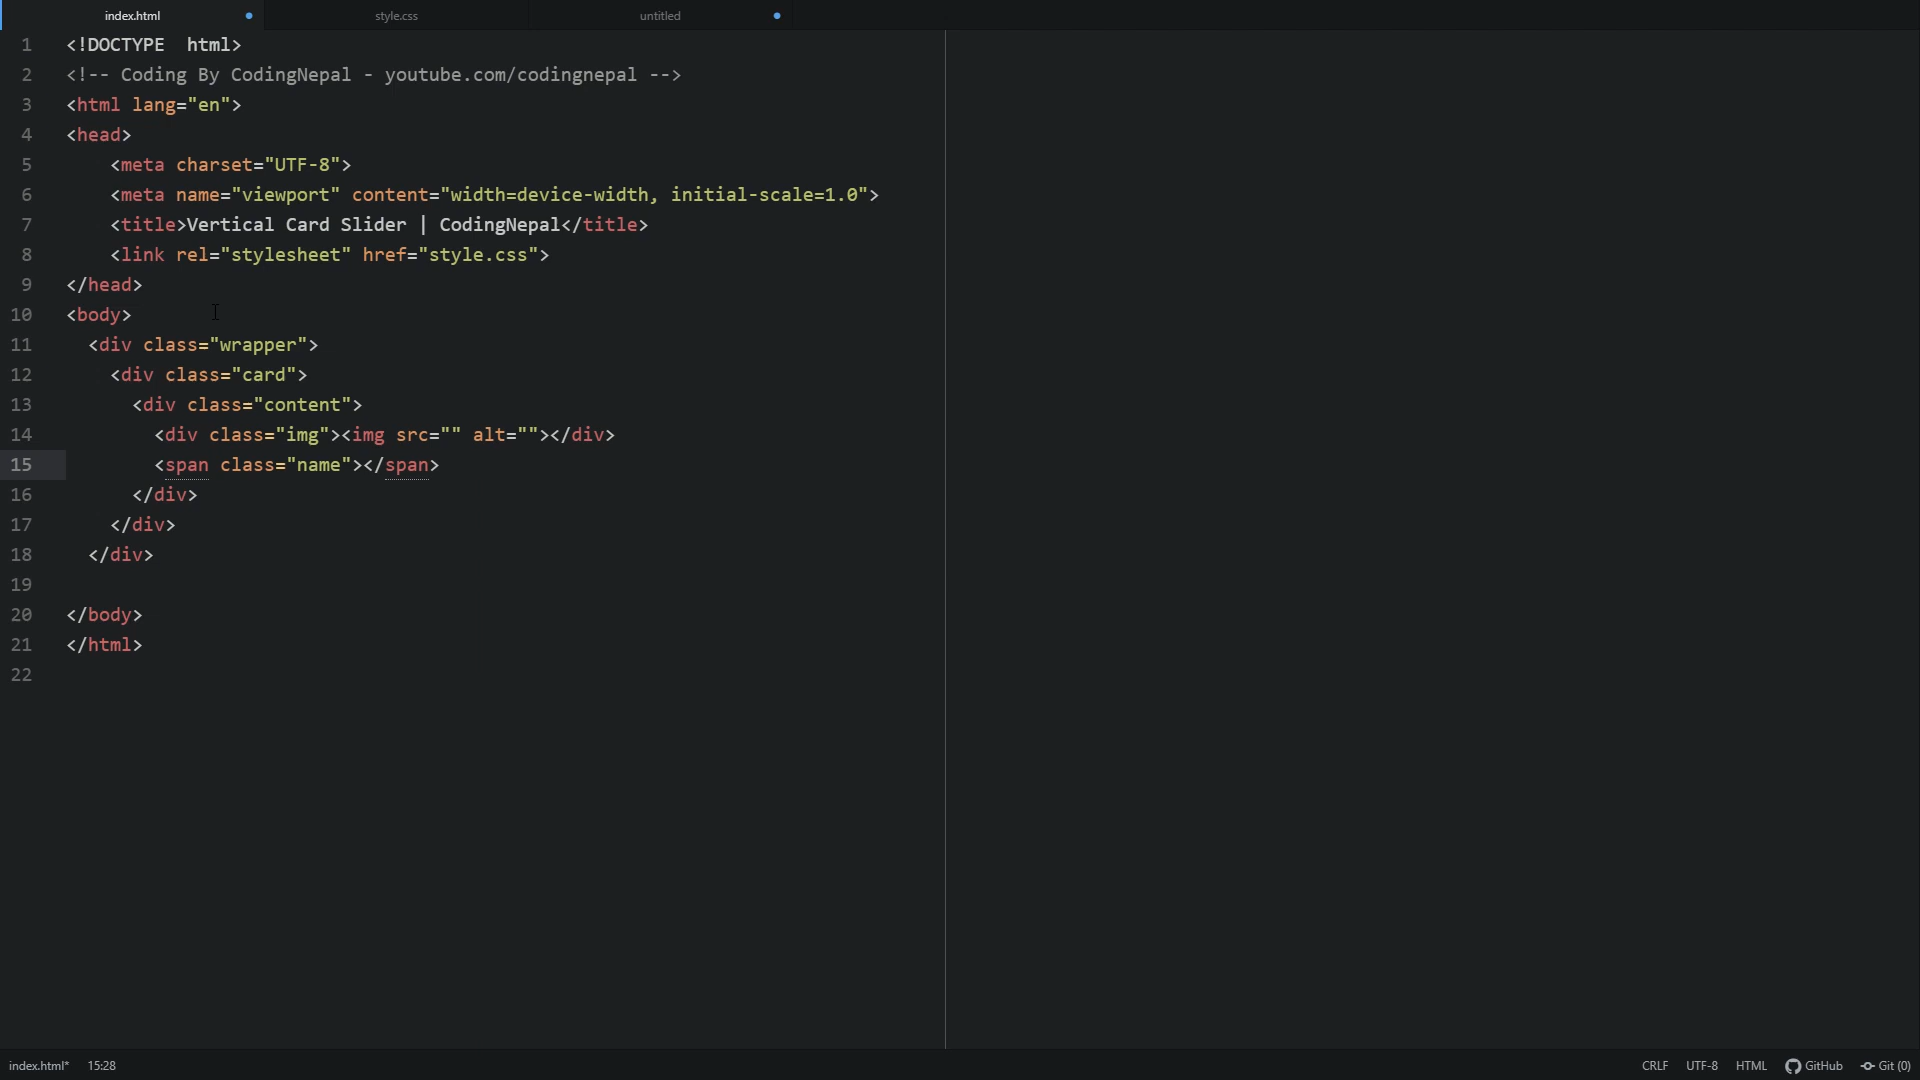 index.html
style.css
untitled
1 <!DOCTYPE  html>
2 <!-- Coding By CodingNepal - youtube.com/codingnepal -->
3 <html lang="en">
4 <head>
5     <meta charset="UTF-8">
6     <meta name="viewport" content="width=device-width, initial-scale=1.0">
7     <title>Vertical Card Slider | CodingNepal</title>
8     <link rel="stylesheet" href="style.css">
9 </head>
10 <body>
11   <div class="wrapper">
12     <div class="card">
13       <div class="content">
14         <div class="img"><img src="" alt=""></div>
15         <span class="name"></span>
16       </div>
17     </div>
18   </div>
19
20 </body>
21 </html>
22
index.html* 15:28 CRLF UTF-8 HTML GitHub Git (0)